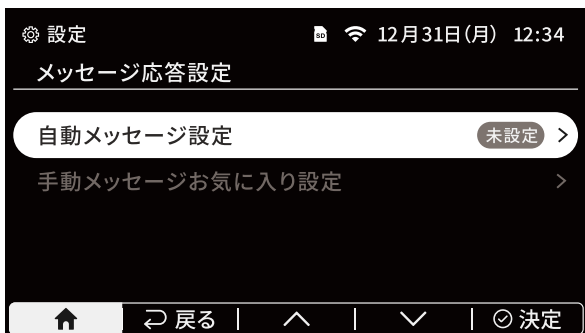 設定 SD 12月31日(月) 12:34
メッセージ応答設定
自動メッセージ設定 未設定
手動メッセージお気に入り設定
戻る 決定